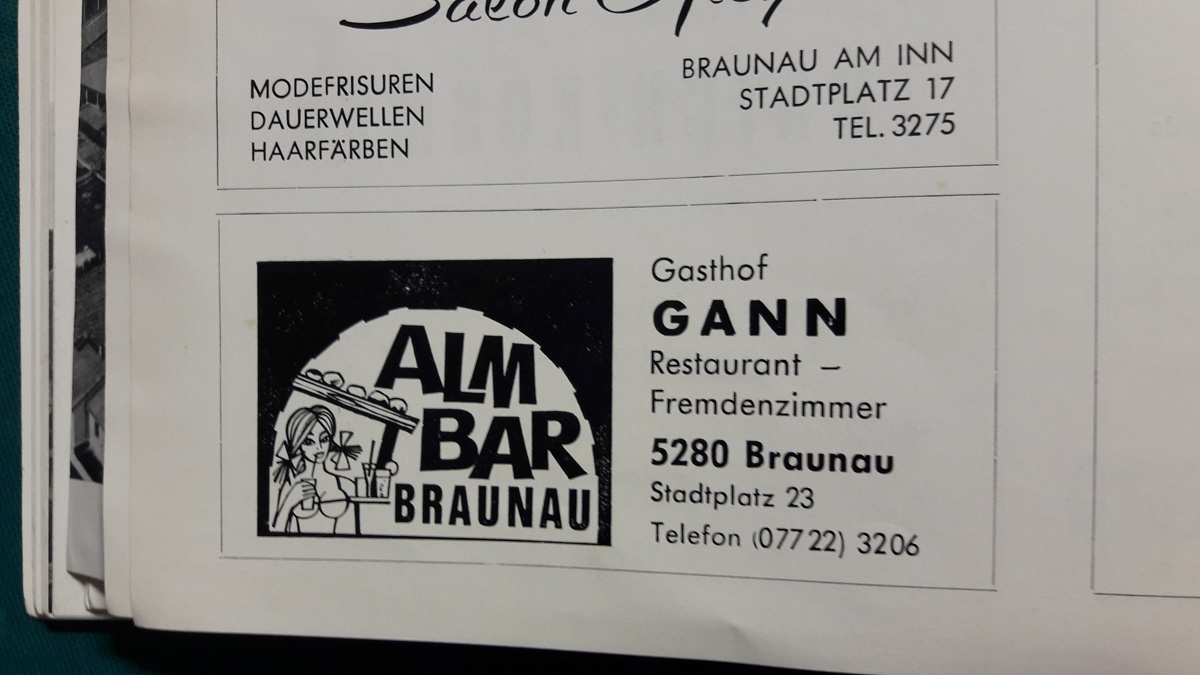 Salon
MODEFRISUREN
DAUERWELLEN
HAARFÄRBEN
BRAUNAU AM INN
STADTPLATZ 17
TEL. 3275
ALM
BAR
BRAUNAU
Gasthof
GANN
Restaurant –
Fremdenzimmer
5280 Braunau
Stadtplatz 23
Telefon (07722) 3206